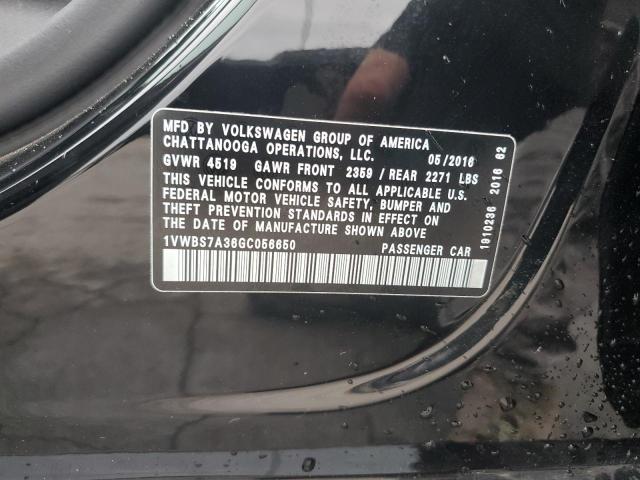 MFD BY VOLKSWAGEN GROUP OF AMERICA
CHATTANOOGA OPERATIONS, LLC. 05/2016
GVWR 4519 GAWR FRONT 2359 / REAR 2271 LBS
THIS VEHICLE CONFORMS TO ALL APPLICABLE U.S.
FEDERAL MOTOR VEHICLE SAFETY, BUMPER AND
THEFT PREVENTION STANDARDS IN EFFECT ON
THE DATE OF MANUFACTURE SHOWN ABOVE
1VWBS7A36GC056650 PASSENGER CAR
1910236 2016 62